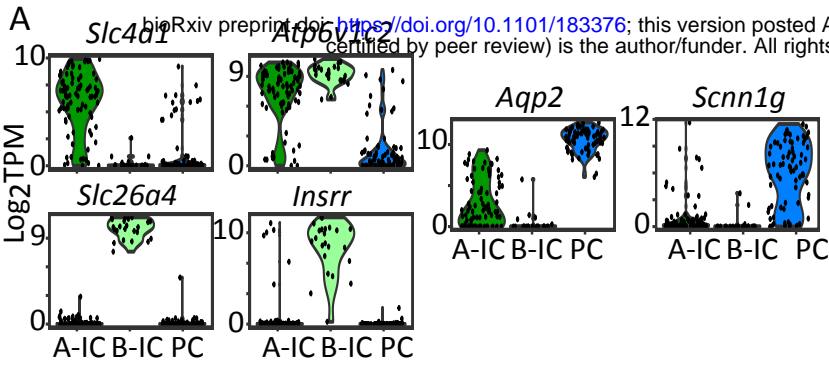 A
bioRxiv preprint doi: https://doi.org/10.1101/183376; this version posted A
certified by peer review) is the author/funder. All rights
Slc4a1 Atp6v1c2
10
0
9
0
Aqp2 Scnn1g
10
0
12
0
A-IC B-IC PC A-IC B-IC PC
Log2TPM
Slc26a4 Insrr
9
0
10
0
A-IC B-IC PC A-IC B-IC PC